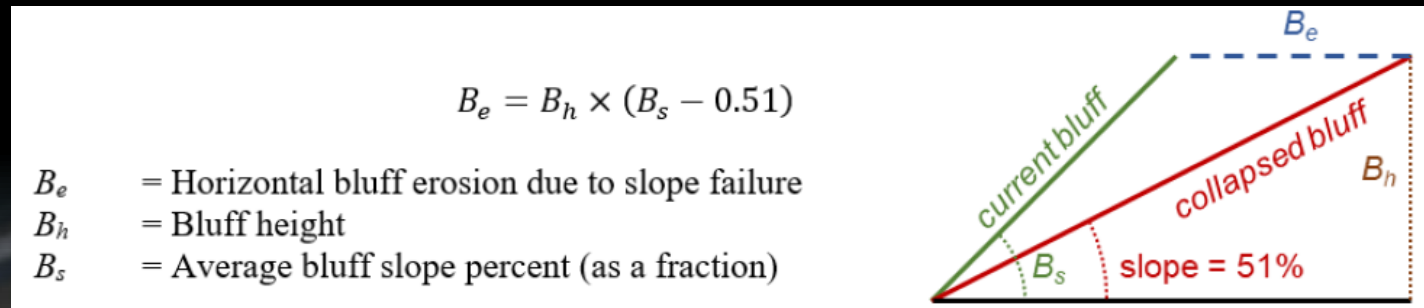 Bₑ = Bₕ × (Bₛ − 0.51)
Bₑ = Horizontal bluff erosion due to slope failure
Bₕ = Bluff height
Bₛ = Average bluff slope percent (as a fraction)
Bₑ
current bluff
collapsed bluff
Bₕ
Bₛ
slope = 51%